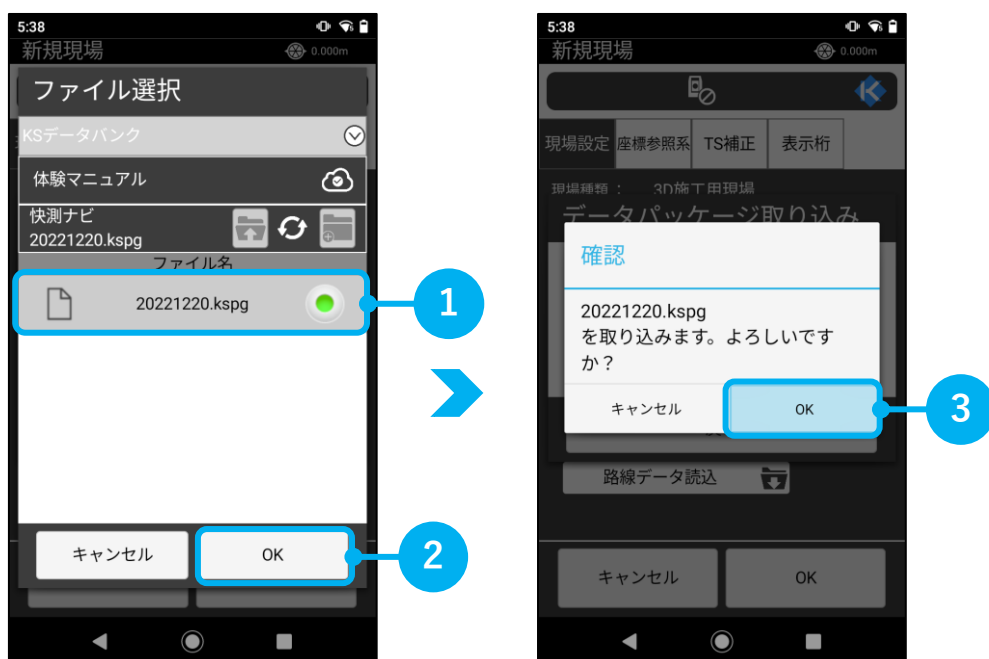 5:38
新規現場
0.000m
ファイル選択
KSデータバンク
体験マニュアル
快測ナビ
20221220.kspg
ファイル名
20221220.kspg
1
キャンセル
OK
2
5:38
新規現場
0.000m
現場設定
座標参照系
TS補正
表示桁
現場種類 : 3D施工用現場
データパッケージ取り込み
確認
20221220.kspg
を取り込みます。よろしいです
か？
キャンセル
OK
3
路線データ読込
キャンセル
OK